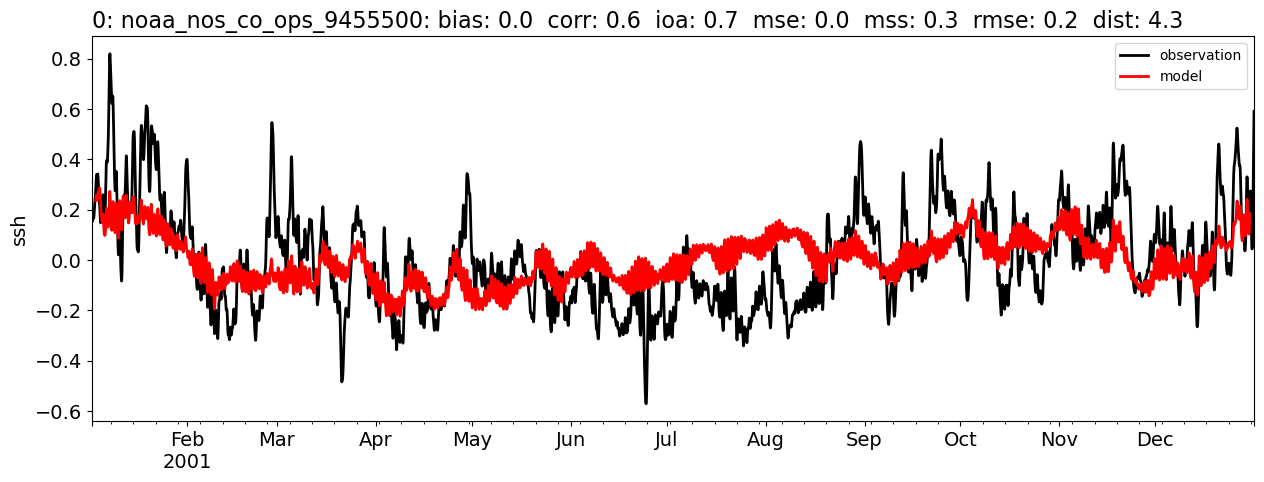 0: noaa_nos_co_ops_9455500: bias: 0.0  corr: 0.6  ioa: 0.7  mse: 0.0  mss: 0.3  rmse: 0.2  dist: 4.3
observation
model
ssh
0.8
0.6
0.4
0.2
0.0
−0.2
−0.4
−0.6
Feb Mar Apr May Jun Jul Aug Sep Oct Nov Dec
2001